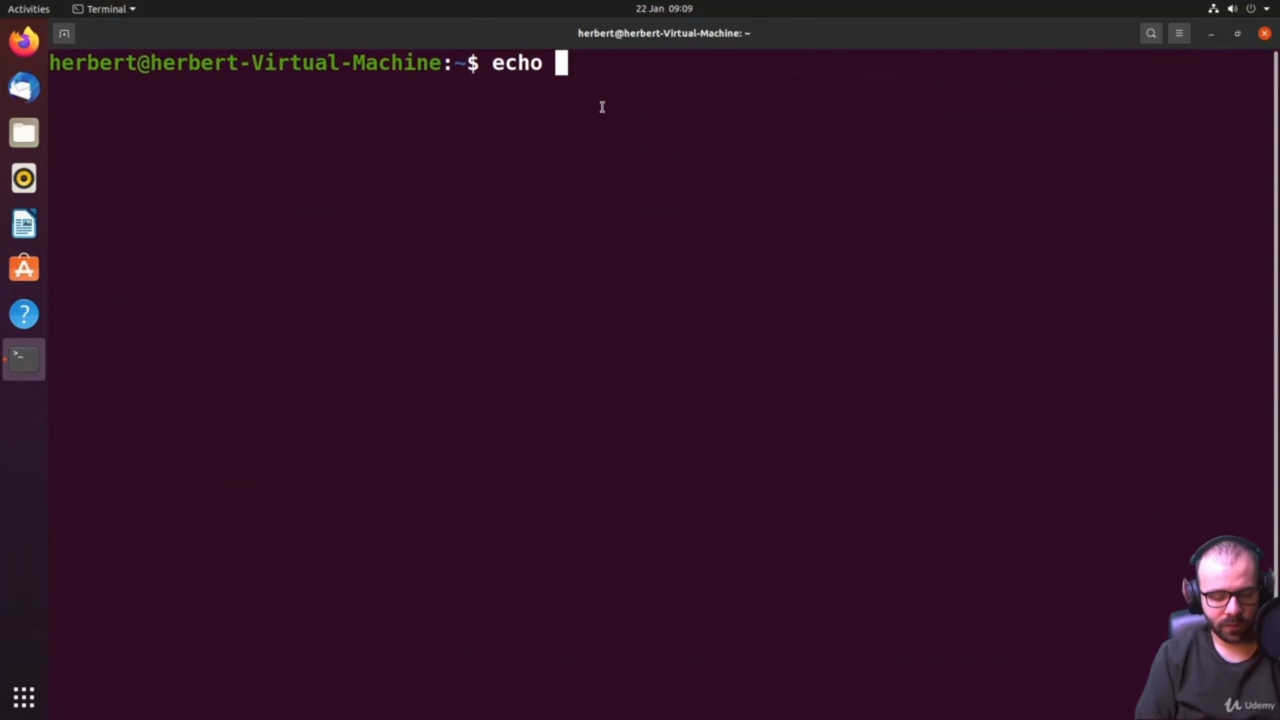 Activities
Terminal
22 Jan 09:09
herbert@herbert-Virtual-Machine: ~
herbert@herbert-Virtual-Machine:~$ echo
>_
?
Udemy